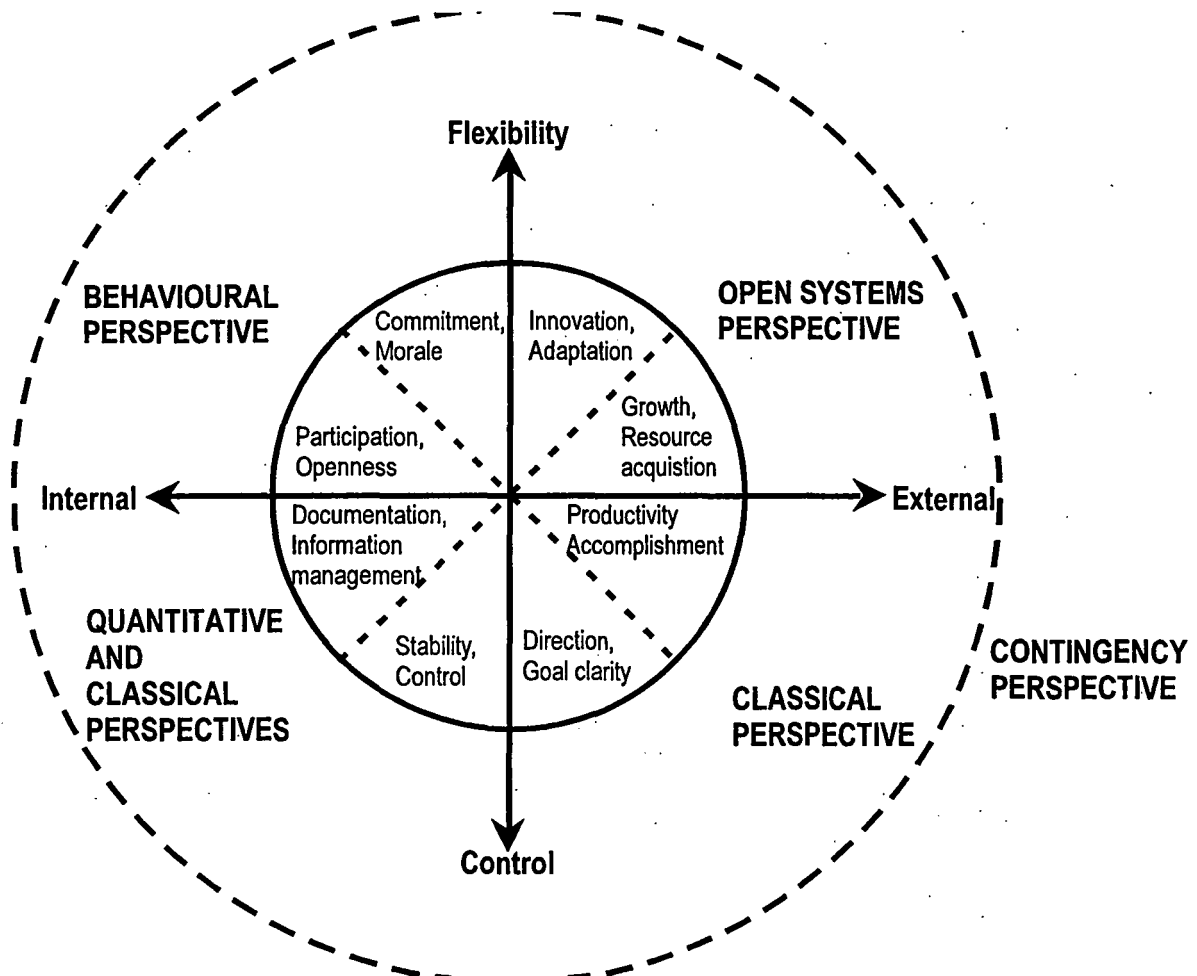 Flexibility
BEHAVIOURAL
PERSPECTIVE
OPEN SYSTEMS
PERSPECTIVE
Commitment,
Morale
Innovation,
Adaptation
Participation,
Openness
Growth,
Resource
acquistion
Internal
External
Documentation,
Information
management
Productivity
Accomplishment
Stability,
Control
Direction,
Goal clarity
QUANTITATIVE
AND
CLASSICAL
PERSPECTIVES
CLASSICAL
PERSPECTIVE
CONTINGENCY
PERSPECTIVE
Control